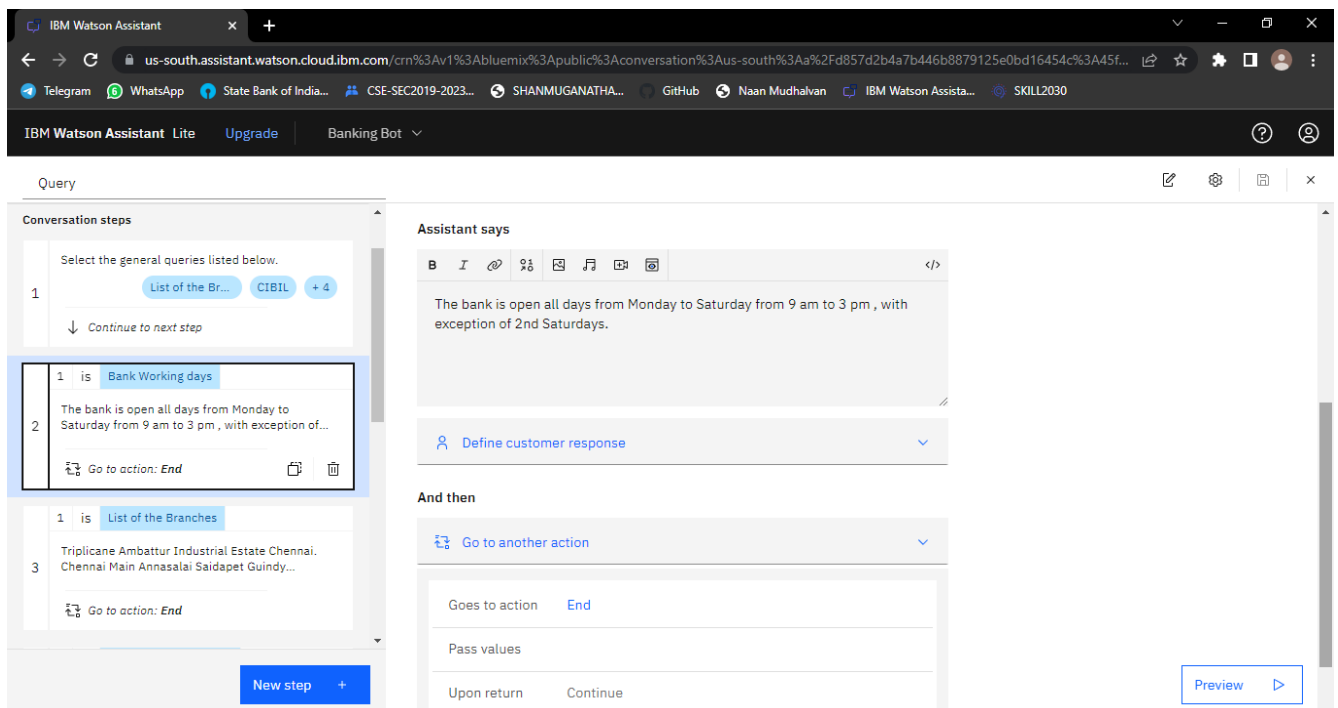 IBM Watson Assistant
us-south.assistant.watson.cloud.ibm.com/crn%3Av1%3Abluemix%3Apublic%3Aconversation%3Aus-south%3Aa%2Fd857d2b4a7b446b8879125e0bd16454c%3A45f...
Telegram WhatsApp State Bank of India... CSE-SEC2019-2023... SHANMUGANATHA... GitHub Naan Mudhalvan IBM Watson Assista... SKILL2030
IBM Watson Assistant Lite Upgrade Banking Bot
Query
Conversation steps
1
Select the general queries listed below.
List of the Br... CIBIL + 4
Continue to next step
2
1 is Bank Working days
The bank is open all days from Monday to
Saturday from 9 am to 3 pm , with exception of...
Go to action: End
3
1 is List of the Branches
Triplicane Ambattur Industrial Estate Chennai.
Chennai Main Annasalai Saidapet Guindy...
Go to action: End
New step +
Assistant says
B I </>
The bank is open all days from Monday to Saturday from 9 am to 3 pm , with
exception of 2nd Saturdays.
Define customer response
And then
Go to another action
Goes to action End
Pass values
Upon return Continue
Preview